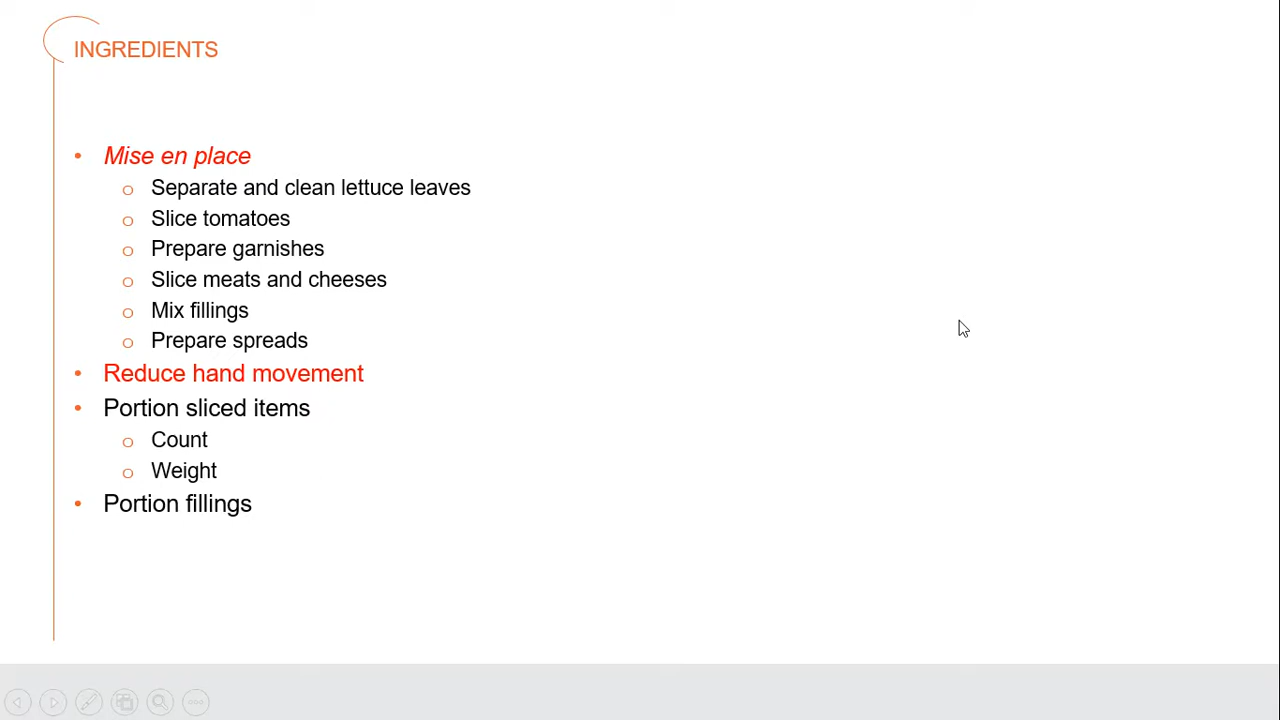 INGREDIENTS
• Mise en place
o Separate and clean lettuce leaves
o Slice tomatoes
o Prepare garnishes
o Slice meats and cheeses
o Mix fillings
o Prepare spreads
• Reduce hand movement
• Portion sliced items
o Count
o Weight
• Portion fillings